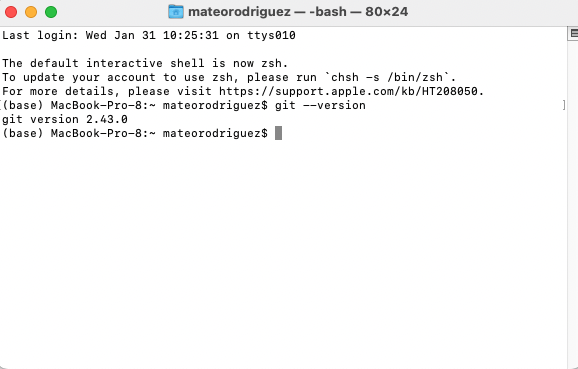 mateorodriguez — -bash — 80×24
Last login: Wed Jan 31 10:25:31 on ttys010
The default interactive shell is now zsh.
To update your account to use zsh, please run `chsh -s /bin/zsh`.
For more details, please visit https://support.apple.com/kb/HT208050.
[(base) MacBook-Pro-8:~ mateorodriguez$ git --version ]
git version 2.43.0
(base) MacBook-Pro-8:~ mateorodriguez$